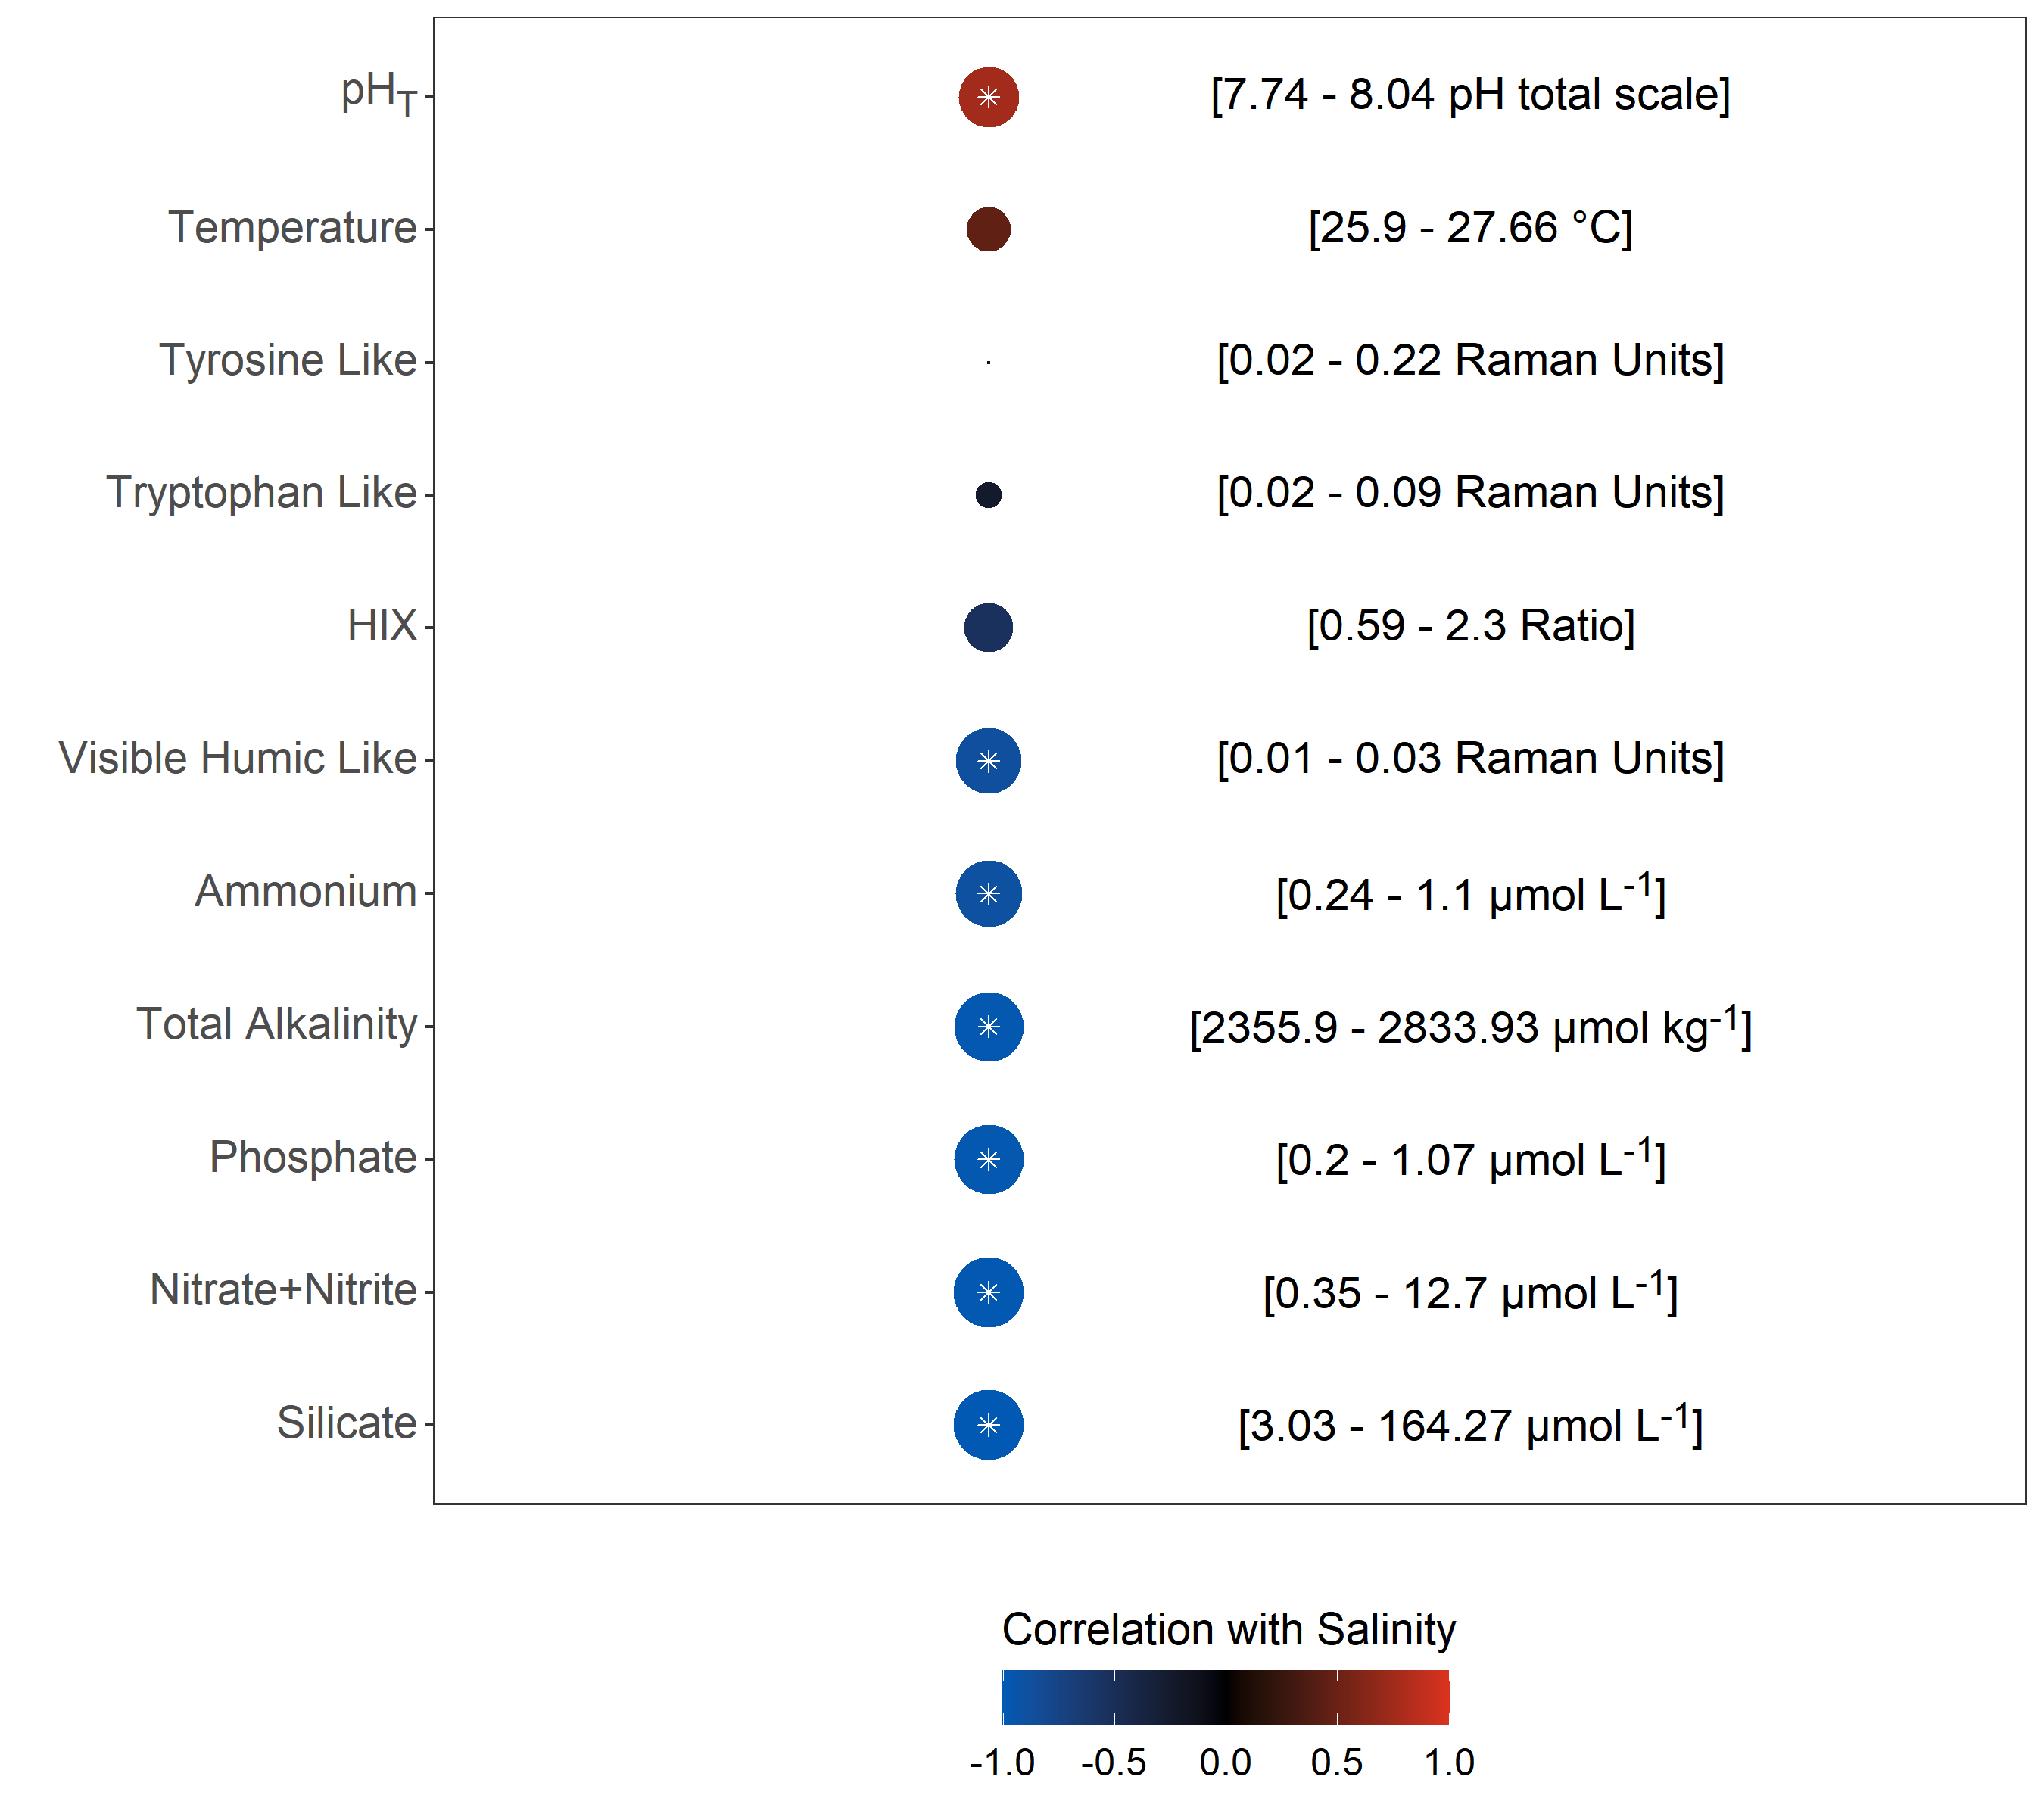 pHT [7.74 - 8.04 pH total scale]
Temperature [25.9 - 27.66 °C]
Tyrosine Like [0.02 - 0.22 Raman Units]
Tryptophan Like [0.02 - 0.09 Raman Units]
HIX [0.59 - 2.3 Ratio]
Visible Humic Like [0.01 - 0.03 Raman Units]
Ammonium [0.24 - 1.1 µmol L-1]
Total Alkalinity [2355.9 - 2833.93 µmol kg-1]
Phosphate [0.2 - 1.07 µmol L-1]
Nitrate+Nitrite [0.35 - 12.7 µmol L-1]
Silicate [3.03 - 164.27 µmol L-1]
Correlation with Salinity
-1.0 -0.5 0.0 0.5 1.0